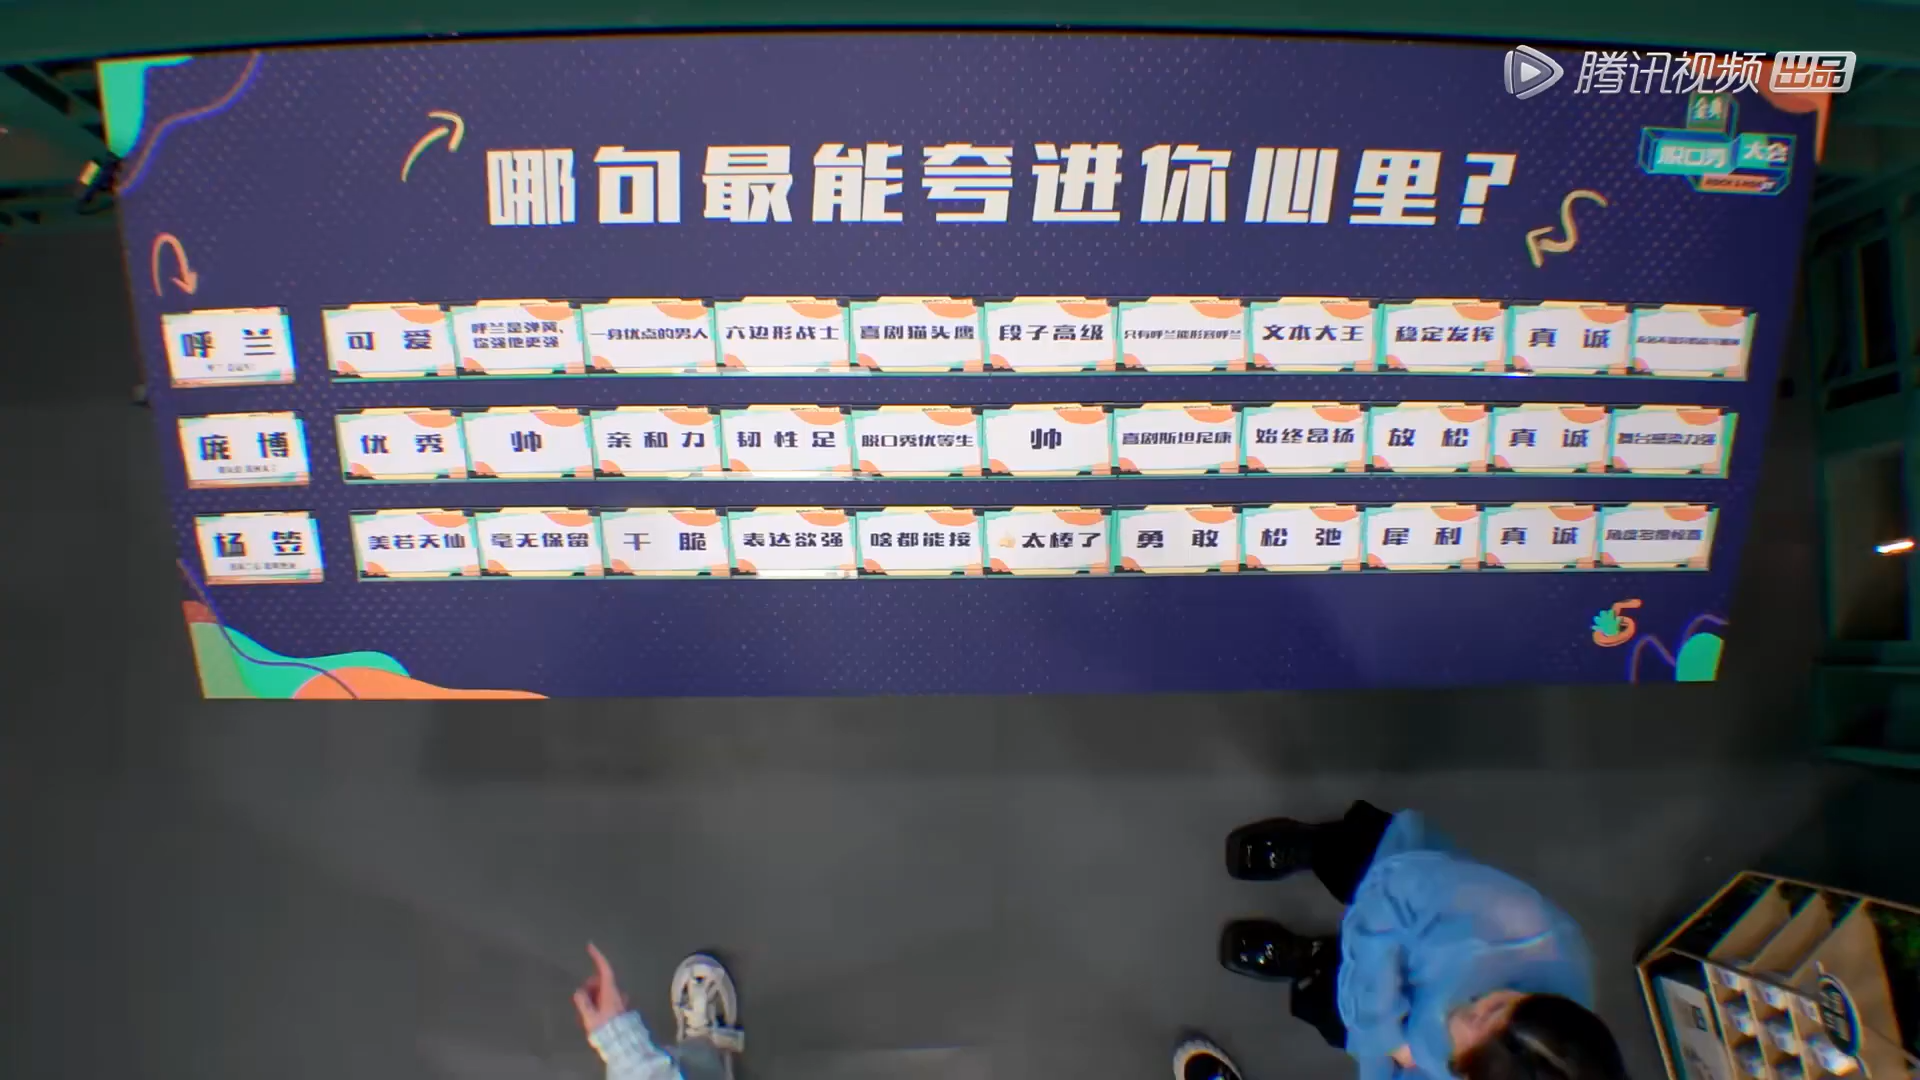 腾讯视频 出品
金典
脱口秀大会
ROCK & ROAST
哪句最能夸进你心里?
呼兰 可爱 呼兰是弹簧、 一身优点的男人 六边形战士 喜剧猫头鹰 段子高级 只有呼兰能形容呼兰 文本大王 稳定发挥 真诚
你强他更强
庞博 优秀 帅 亲和力 韧性足 脱口秀优等生 帅 喜剧斯坦尼康 始终昂扬 放松 真诚 舞台感染力强
杨笠 美若天仙 毫无保留 干脆 表达欲强 啥都能接 👍太棒了 勇敢 松弛 犀利 真诚
5